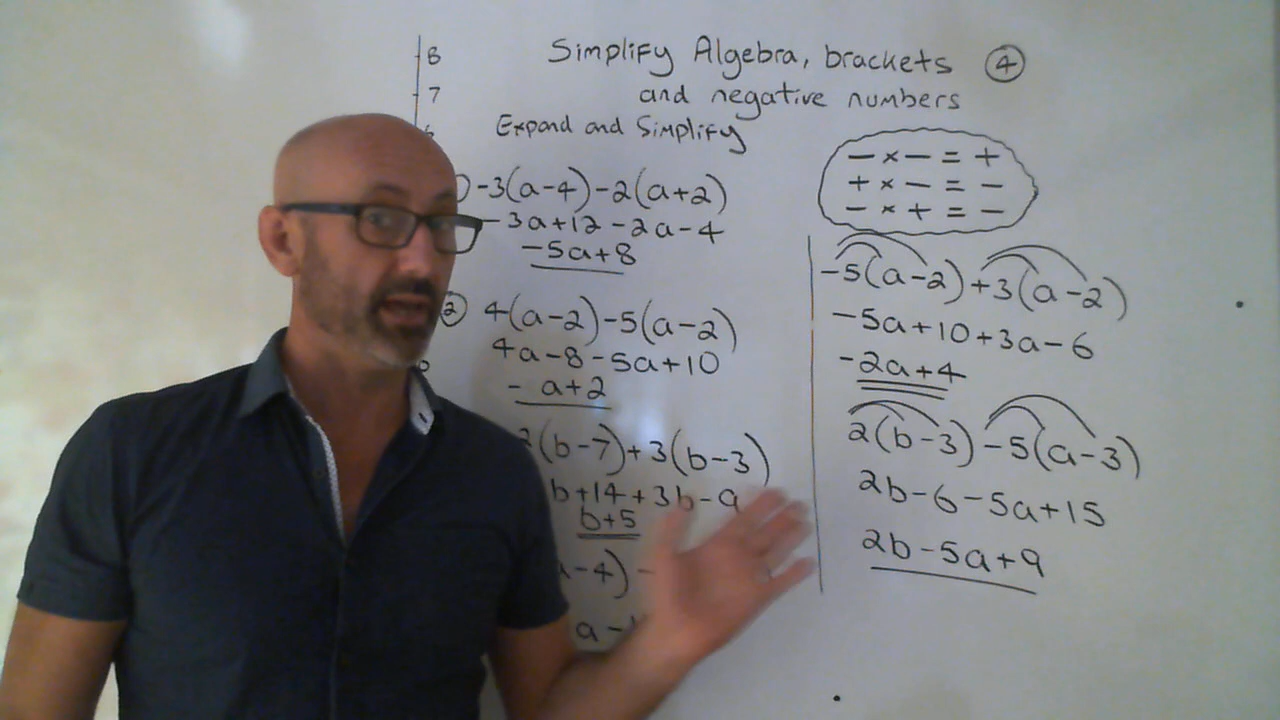 8
7
Simplify Algebra, brackets ④
and negative numbers
Expand and Simplify
) -3(a-4)-2(a+2)
-3a+12-2a-4
-5a+8
② 4(a-2)-5(a-2)
4a-8-5a+10
- a+2
2(b-7)+3(b-3)
b+14+3b-9
b+5
-4)-
a-
- × - = +
+ × - = -
- × + = -
-5(a-2)+3(a-2)
-5a+10+3a-6
-2a+4
2(b-3)-5(a-3)
2b-6-5a+15
2b-5a+9